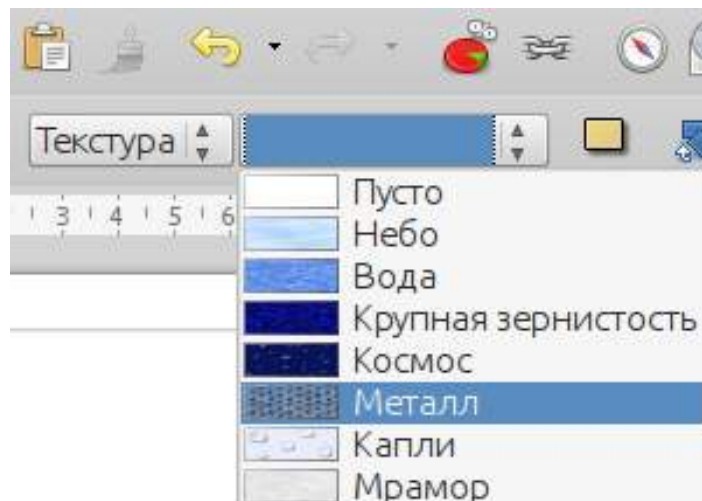 Текстура
3 4 5 6
Пусто
Небо
Вода
Крупная зернистость
Космос
Металл
Капли
Мрамор